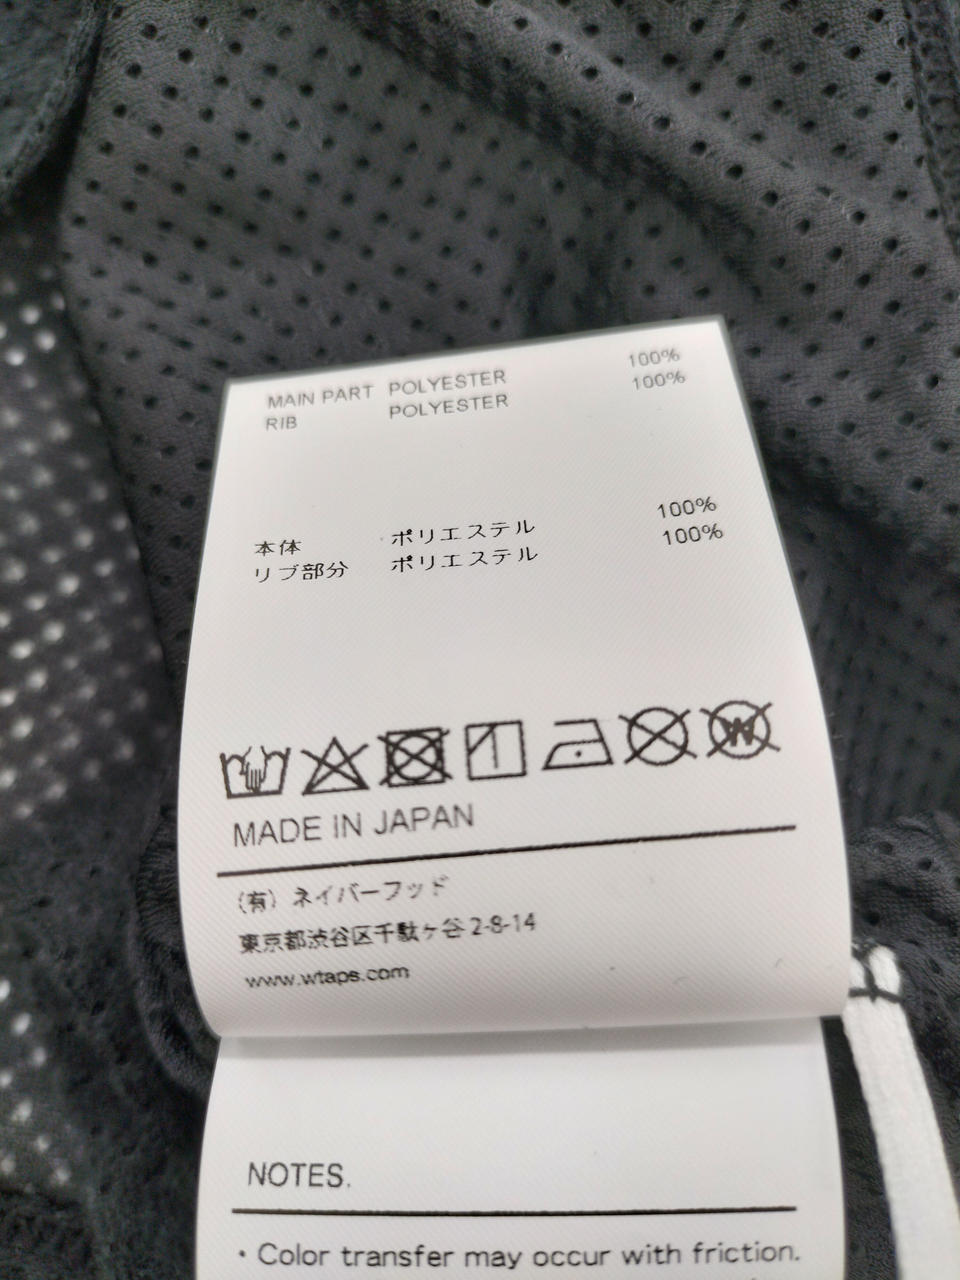 MAIN PART POLYESTER 100%
RIB POLYESTER 100%
本体 ポリエステル 100%
リブ部分 ポリエステル 100%
W
MADE IN JAPAN
(有) ネイバーフッド
東京都渋谷区千駄ヶ谷 2-8-14
www.wtaps.com
NOTES.
・Color transfer may occur with friction.